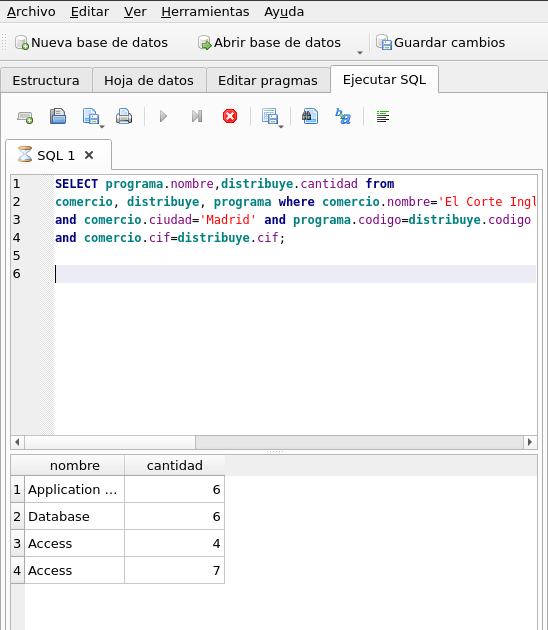 Archivo Editar Ver Herramientas Ayuda
Nueva base de datos Abrir base de datos Guardar cambios
Estructura Hoja de datos Editar pragmas Ejecutar SQL
SQL 1
1 SELECT programa.nombre,distribuye.cantidad from
2 comercio, distribuye, programa where comercio.nombre='El Corte Ingl
3 and comercio.ciudad='Madrid' and programa.codigo=distribuye.codigo
4 and comercio.cif=distribuye.cif;
5
6
nombre cantidad
1 Application ... 6
2 Database 6
3 Access 4
4 Access 7